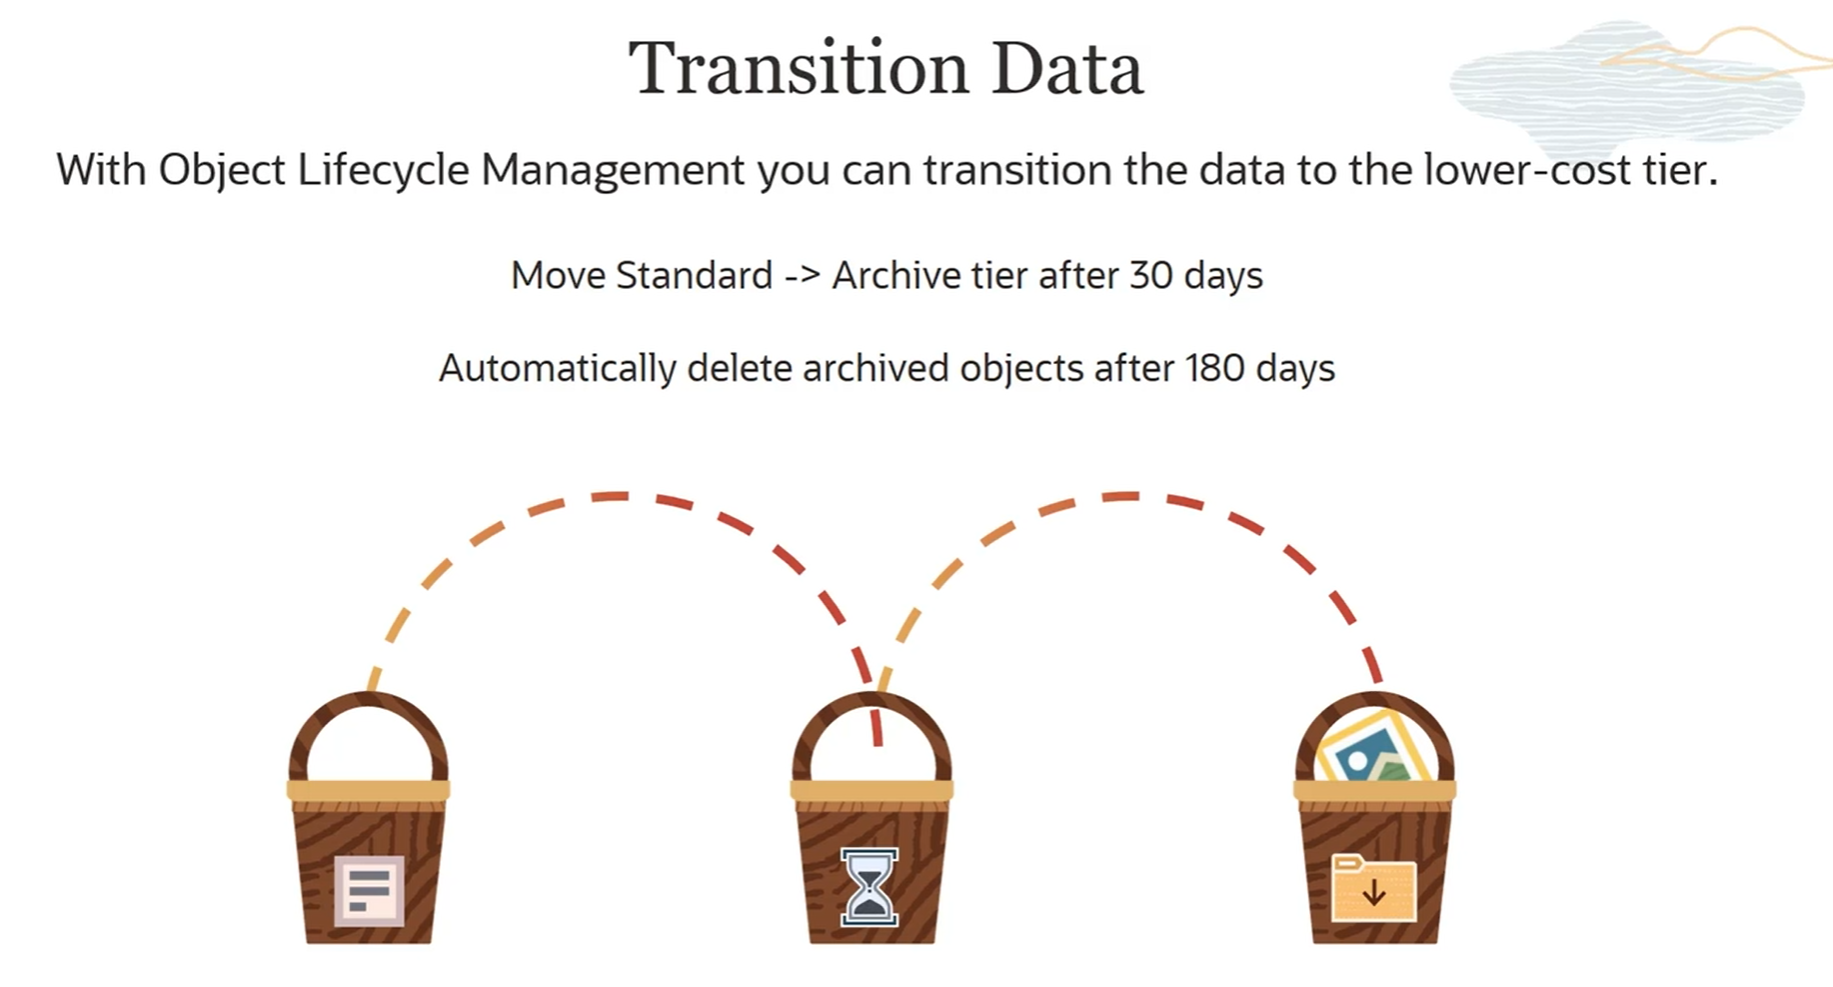 Transition Data
With Object Lifecycle Management you can transition the data to the lower-cost tier.
Move Standard -> Archive tier after 30 days
Automatically delete archived objects after 180 days